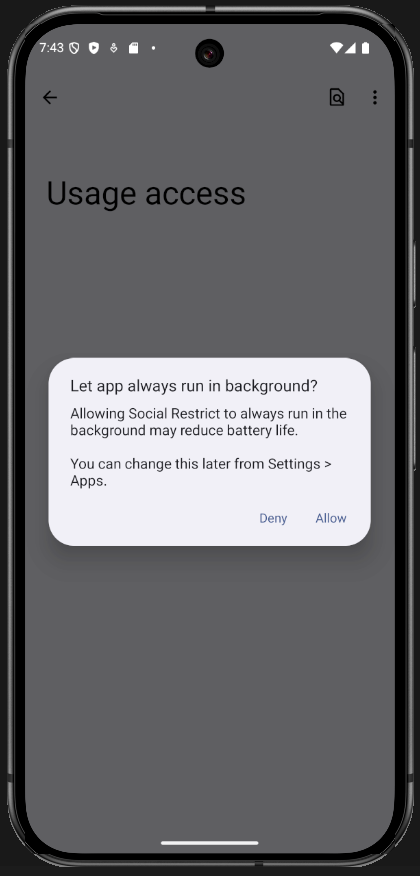 7:43
Usage access
Let app always run in background?
Allowing Social Restrict to always run in the
background may reduce battery life.
You can change this later from Settings >
Apps.
Deny Allow